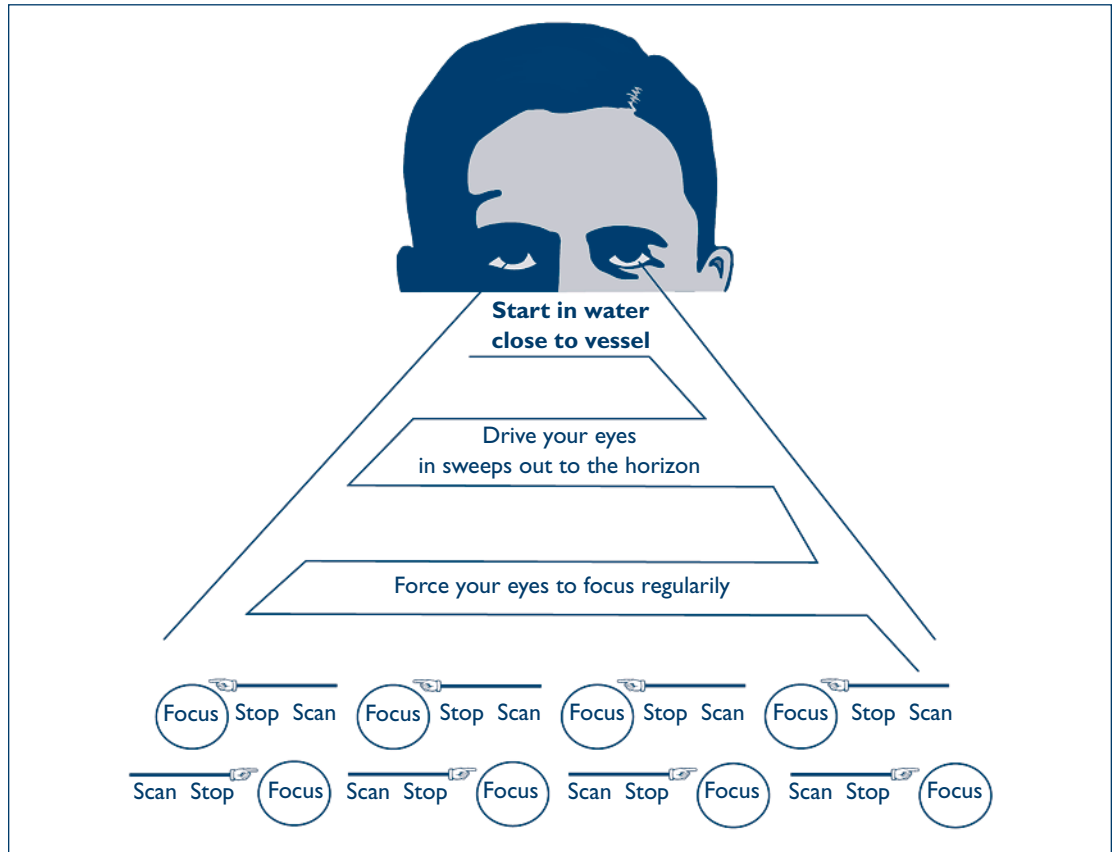 Start in water
close to vessel
Drive your eyes
in sweeps out to the horizon
Force your eyes to focus regularily
Focus Stop Scan Focus Stop Scan Focus Stop Scan Focus Stop Scan
Scan Stop Focus Scan Stop Focus Scan Stop Focus Scan Stop Focus